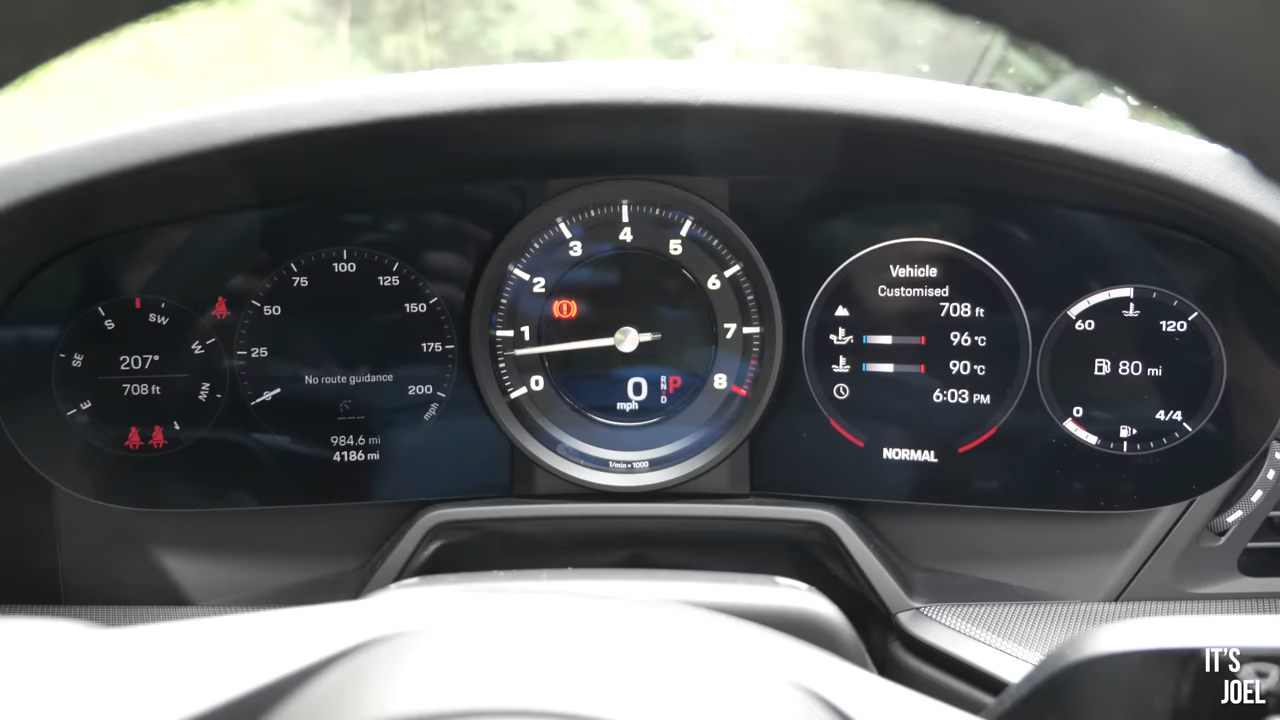 S
SW
W
NW
E
SE
207°
708 ft
25
50
75
100
125
150
175
200
mph
No route guidance
984.6 mi
4186 mi
0
1
2
3
4
5
6
7
8
0
mph
R
N
D
P
1/min x 1000
Vehicle
Customised
708 ft
96 °C
90 °C
6:03 PM
NORMAL
60
120
80 mi
0
4/4
IT'S
JOEL